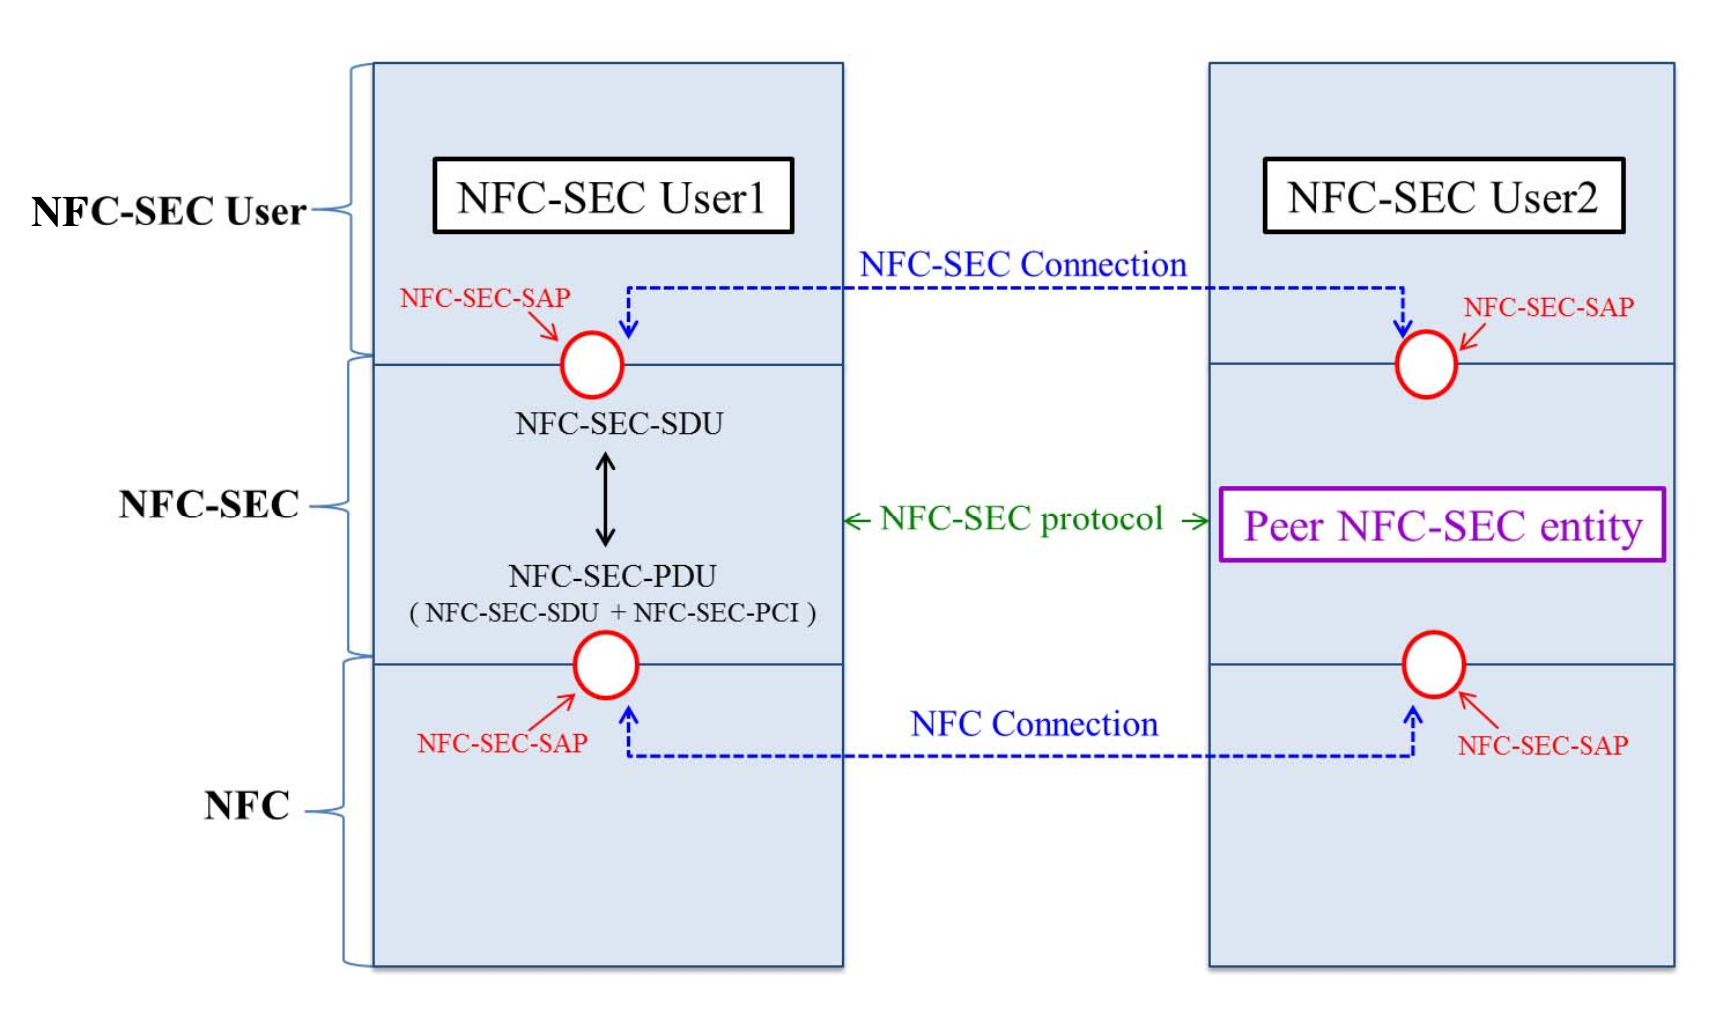 NFC-SEC User
NFC-SEC User1
NFC-SEC User2
NFC-SEC Connection
NFC-SEC-SAP
NFC-SEC-SAP
NFC-SEC-SDU
NFC-SEC
NFC-SEC protocol
Peer NFC-SEC entity
NFC-SEC-PDU
( NFC-SEC-SDU + NFC-SEC-PCI )
NFC Connection
NFC-SEC-SAP
NFC-SEC-SAP
NFC